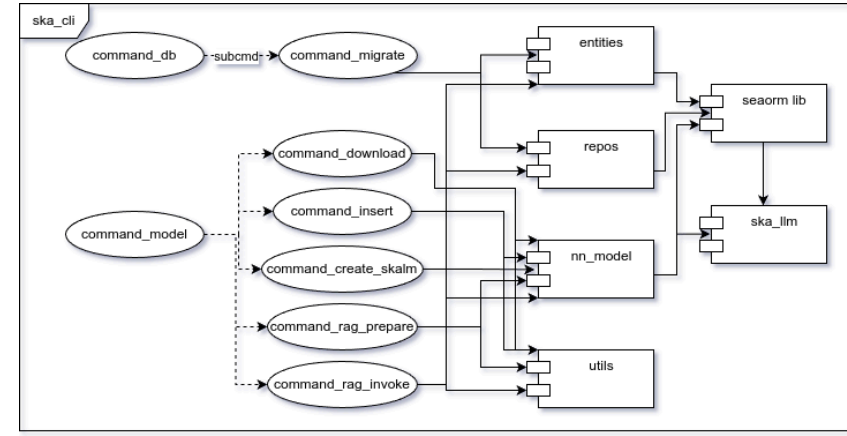 ska_cli
command_db
subcmd
command_migrate
entities
seaorm lib
repos
command_download
command_insert
ska_llm
command_model
nn_model
command_create_skalm
command_rag_prepare
utils
command_rag_invoke